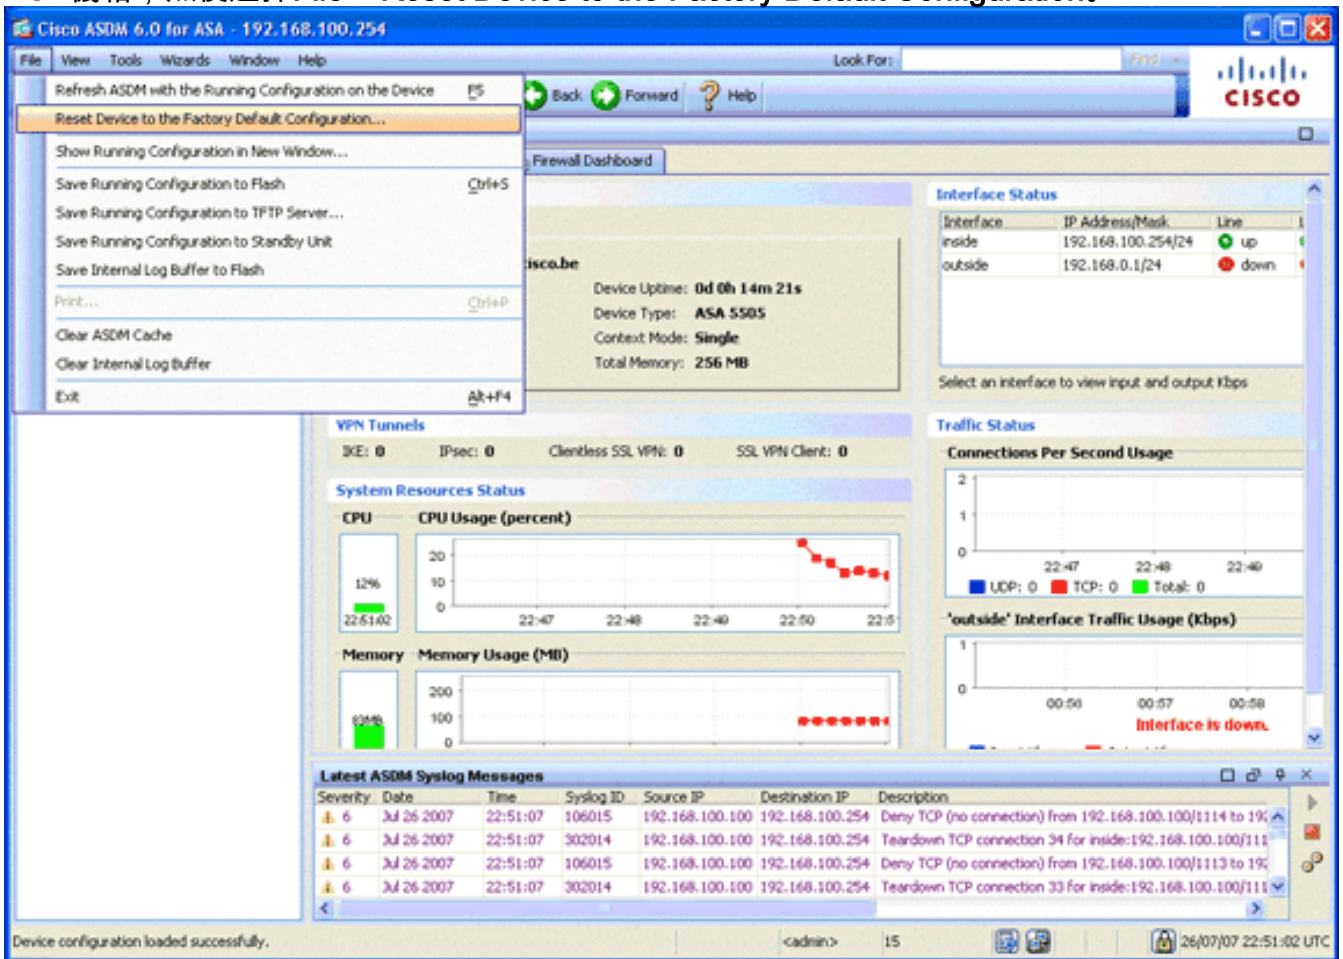 File > Reset Device to the Factory Default Configuration。
Cisco ASDM 6.0 for ASA - 192.168.100.254
File View Tools Wizards Window Help Look For: Find
CISCO
Back Forward Help
Refresh ASDM with the Running Configuration on the Device F5
Reset Device to the Factory Default Configuration...
Show Running Configuration in New Window...
Save Running Configuration to Flash Ctrl+S
Save Running Configuration to TFTP Server...
Save Running Configuration to Standby Unit
Save Internal Log Buffer to Flash
Print... Ctrl+P
Clear ASDM Cache
Clear Internal Log Buffer
Exit Alt+F4
Firewall Dashboard
cisco.be
Device Uptime: 0d 0h 14m 21s
Device Type: ASA 5505
Context Mode: Single
Total Memory: 256 MB
Interface Status
Interface IP Address/Mask Line
inside 192.168.100.254/24 up
outside 192.168.0.1/24 down
Select an interface to view input and output Kbps
VPN Tunnels
IKE: 0 IPsec: 0 Clientless SSL VPN: 0 SSL VPN Client: 0
System Resources Status
CPU CPU Usage (percent)
20
10
0
12%
22:51:02
22:47 22:48 22:49 22:50 22:5
Memory Memory Usage (MB)
200
100
0
83MB
Traffic Status
Connections Per Second Usage
2
1
0
22:47 22:48 22:49
UDP: 0 TCP: 0 Total: 0
'outside' Interface Traffic Usage (Kbps)
1
0
00:56 00:57 00:58
Interface is down.
Latest ASDM Syslog Messages
Severity Date Time Syslog ID Source IP Destination IP Description
6 Jul 26 2007 22:51:07 106015 192.168.100.100 192.168.100.254 Deny TCP (no connection) from 192.168.100.100/1114 to 192
6 Jul 26 2007 22:51:07 302014 192.168.100.100 192.168.100.254 Teardown TCP connection 34 for inside:192.168.100.100/111
6 Jul 26 2007 22:51:07 106015 192.168.100.100 192.168.100.254 Deny TCP (no connection) from 192.168.100.100/1113 to 192
6 Jul 26 2007 22:51:07 302014 192.168.100.100 192.168.100.254 Teardown TCP connection 33 for inside:192.168.100.100/111
Device configuration loaded successfully. <admin> 15 26/07/07 22:51:02 UTC